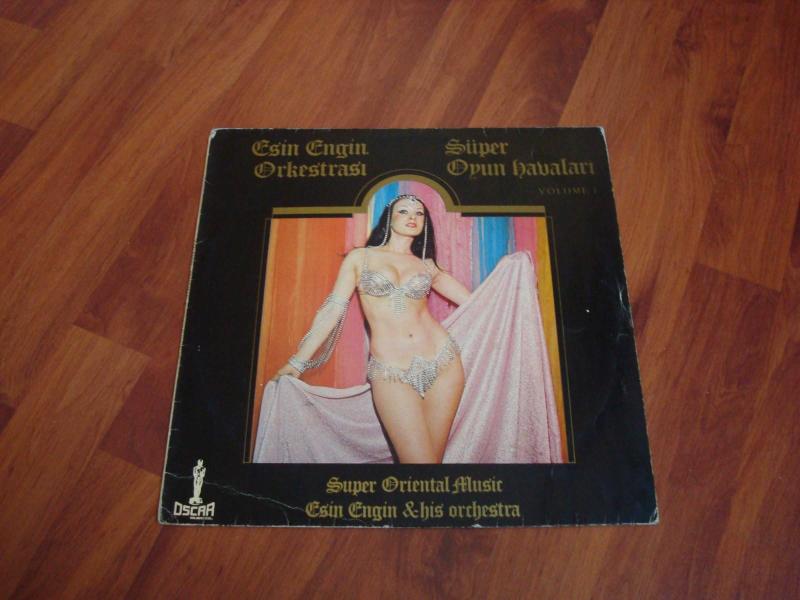 Esin Engin
Orkestrası
Süper
Oyun havaları
VOLUME 1
Super Oriental Music
Esin Engin & his orchestra
OSCAR